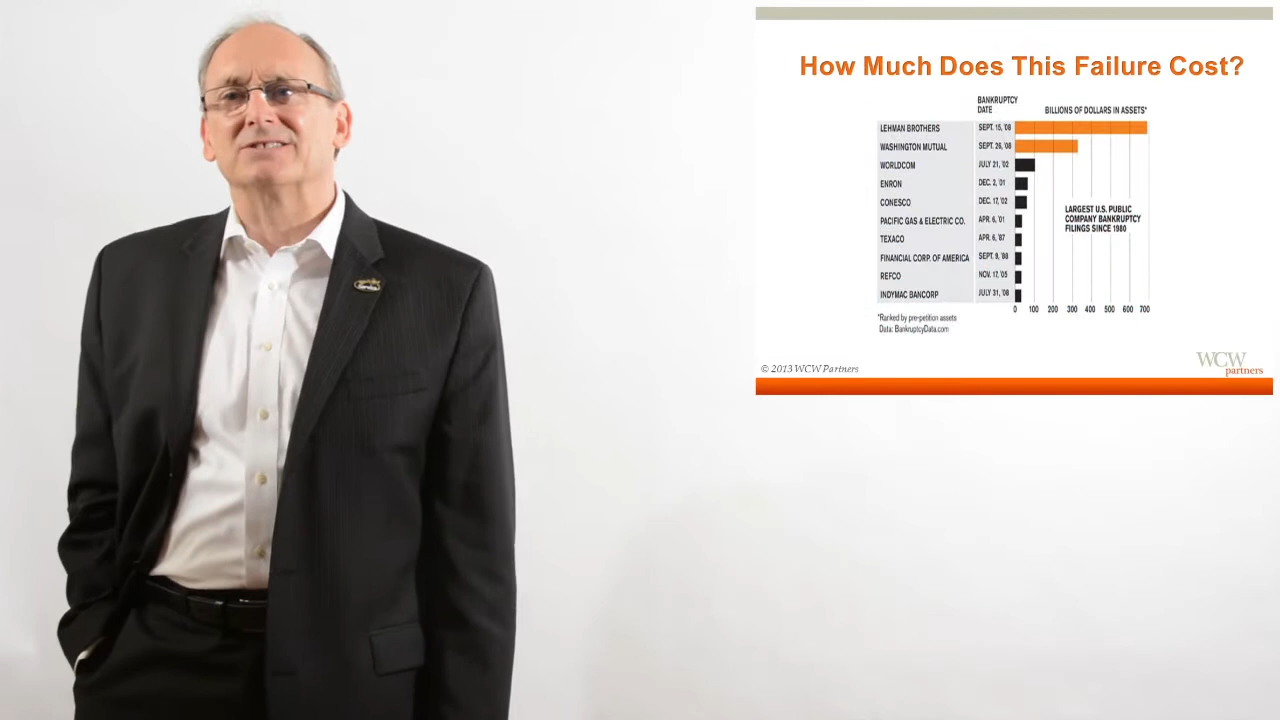 How Much Does This Failure Cost?
BANKRUPTCY
DATE
BILLIONS OF DOLLARS IN ASSETS*
LEHMAN BROTHERS SEPT. 15, '08
WASHINGTON MUTUAL SEPT. 26, '08
WORLDCOM JULY 21, '02
ENRON DEC. 2, '01
CONESCO DEC. 17, '02
PACIFIC GAS & ELECTRIC CO. APR. 6, '01
TEXACO APR. 6, '87
FINANCIAL CORP. OF AMERICA SEPT. 9, '88
REFCO NOV. 17, '05
INDYMAC BANCORP JULY 31, '08
LARGEST U.S. PUBLIC
COMPANY BANKRUPTCY
FILINGS SINCE 1980
0 100 200 300 400 500 600 700
*Ranked by pre-petition assets
Data: BankruptcyData.com
© 2013 WCW Partners
WCW
partners